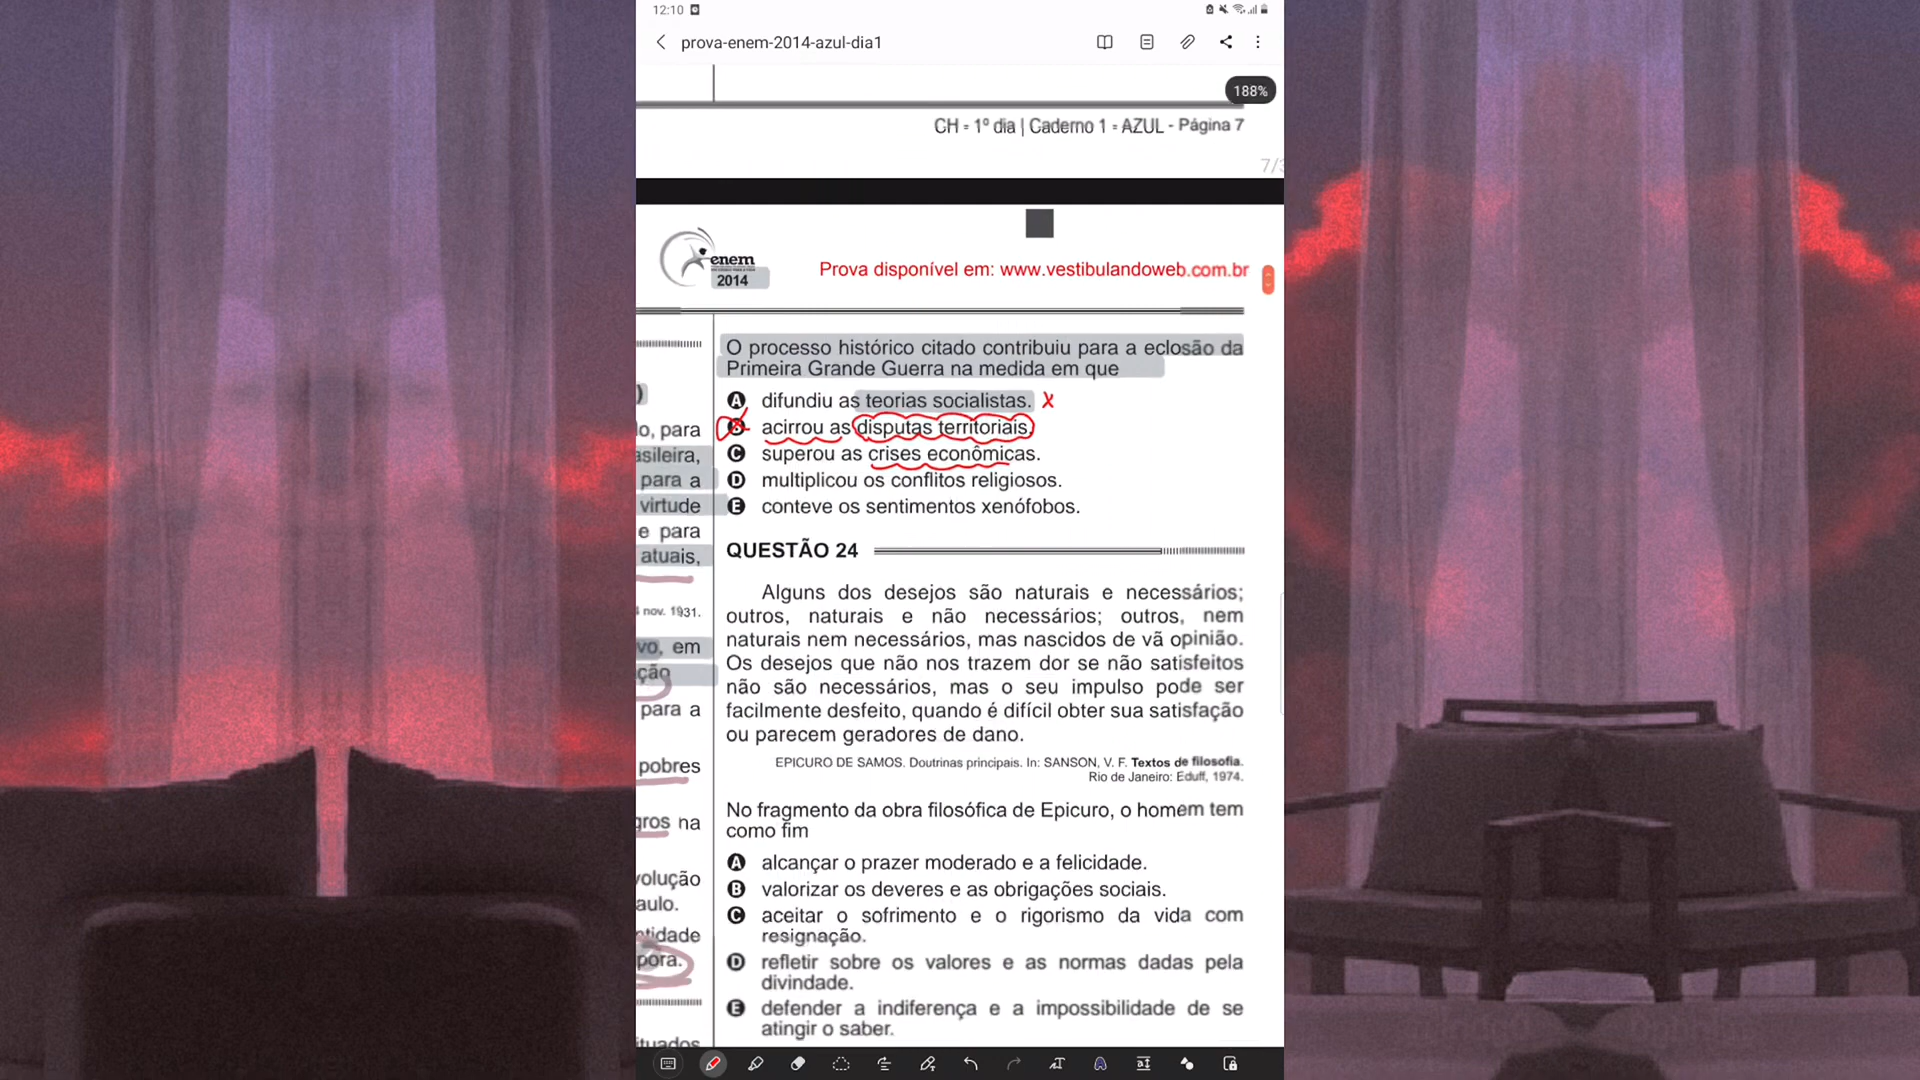 12:10
prova-enem-2014-azul-dia1
188%
CH - 1º dia | Caderno 1 - AZUL - Página 7
7/3
enem
2014
Prova disponível em: www.vestibulandoweb.com.br
O processo histórico citado contribuiu para a eclosão da
Primeira Grande Guerra na medida em que
A difundiu as teorias socialistas. X
B acirrou as disputas territoriais.
C superou as crises econômicas.
D multiplicou os conflitos religiosos.
E conteve os sentimentos xenófobos.
QUESTÃO 24
Alguns dos desejos são naturais e necessários;
outros, naturais e não necessários; outros, nem
naturais nem necessários, mas nascidos de vã opinião.
Os desejos que não nos trazem dor se não satisfeitos
não são necessários, mas o seu impulso pode ser
facilmente desfeito, quando é difícil obter sua satisfação
ou parecem geradores de dano.
EPICURO DE SAMOS. Doutrinas principais. In: SANSON, V. F. Textos de filosofia.
Rio de Janeiro: Eduff, 1974.
No fragmento da obra filosófica de Epicuro, o homem tem
como fim
A alcançar o prazer moderado e a felicidade.
B valorizar os deveres e as obrigações sociais.
C aceitar o sofrimento e o rigorismo da vida com
resignação.
D refletir sobre os valores e as normas dadas pela
divindade.
E defender a indiferença e a impossibilidade de se
atingir o saber.
)
o, para
asileira,
para a
virtude
e para
atuais,
nov. 1931.
vo, em
ção
para a
pobres
gros na
volução
aulo.
ntidade
pora.
ituados